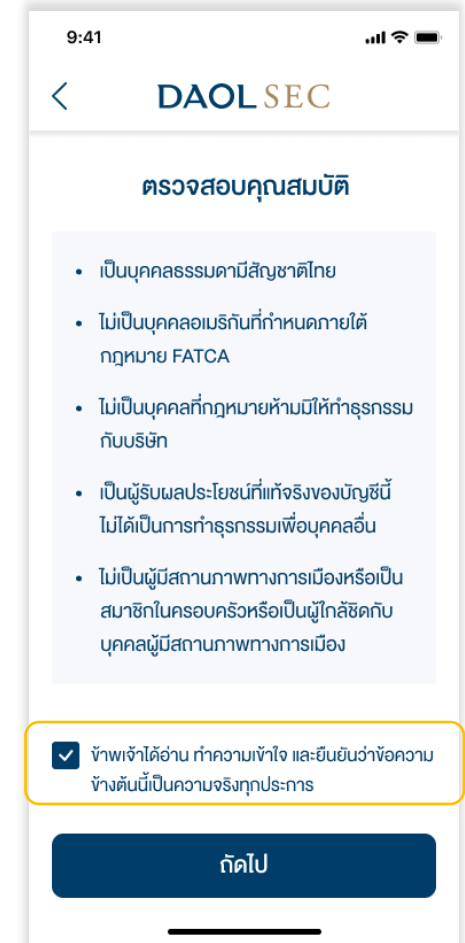 9:41
DAOL SEC
ตรวจสอบคุณสมบัติ
• เป็นบุคคลธรรมดามีสัญชาติไทย
• ไม่เป็นบุคคลอเมริกันที่กำหนดภายใต้
กฎหมาย FATCA
• ไม่เป็นบุคคลที่กฎหมายห้ามมิให้ทำธุรกรรม
กับบริษัท
• เป็นผู้รับผลประโยชน์ที่แท้จริงของบัญชีนี้
ไม่ได้เป็นการทำธุรกรรมเพื่อบุคคลอื่น
• ไม่เป็นผู้มีสถานภาพทางการเมืองหรือเป็น
สมาชิกในครอบครัวหรือเป็นผู้ใกล้ชิดกับ
บุคคลผู้มีสถานภาพทางการเมือง
ข้าพเจ้าได้อ่าน ทำความเข้าใจ และยืนยันว่าข้อความ
ข้างต้นนี้เป็นความจริงทุกประการ
ถัดไป